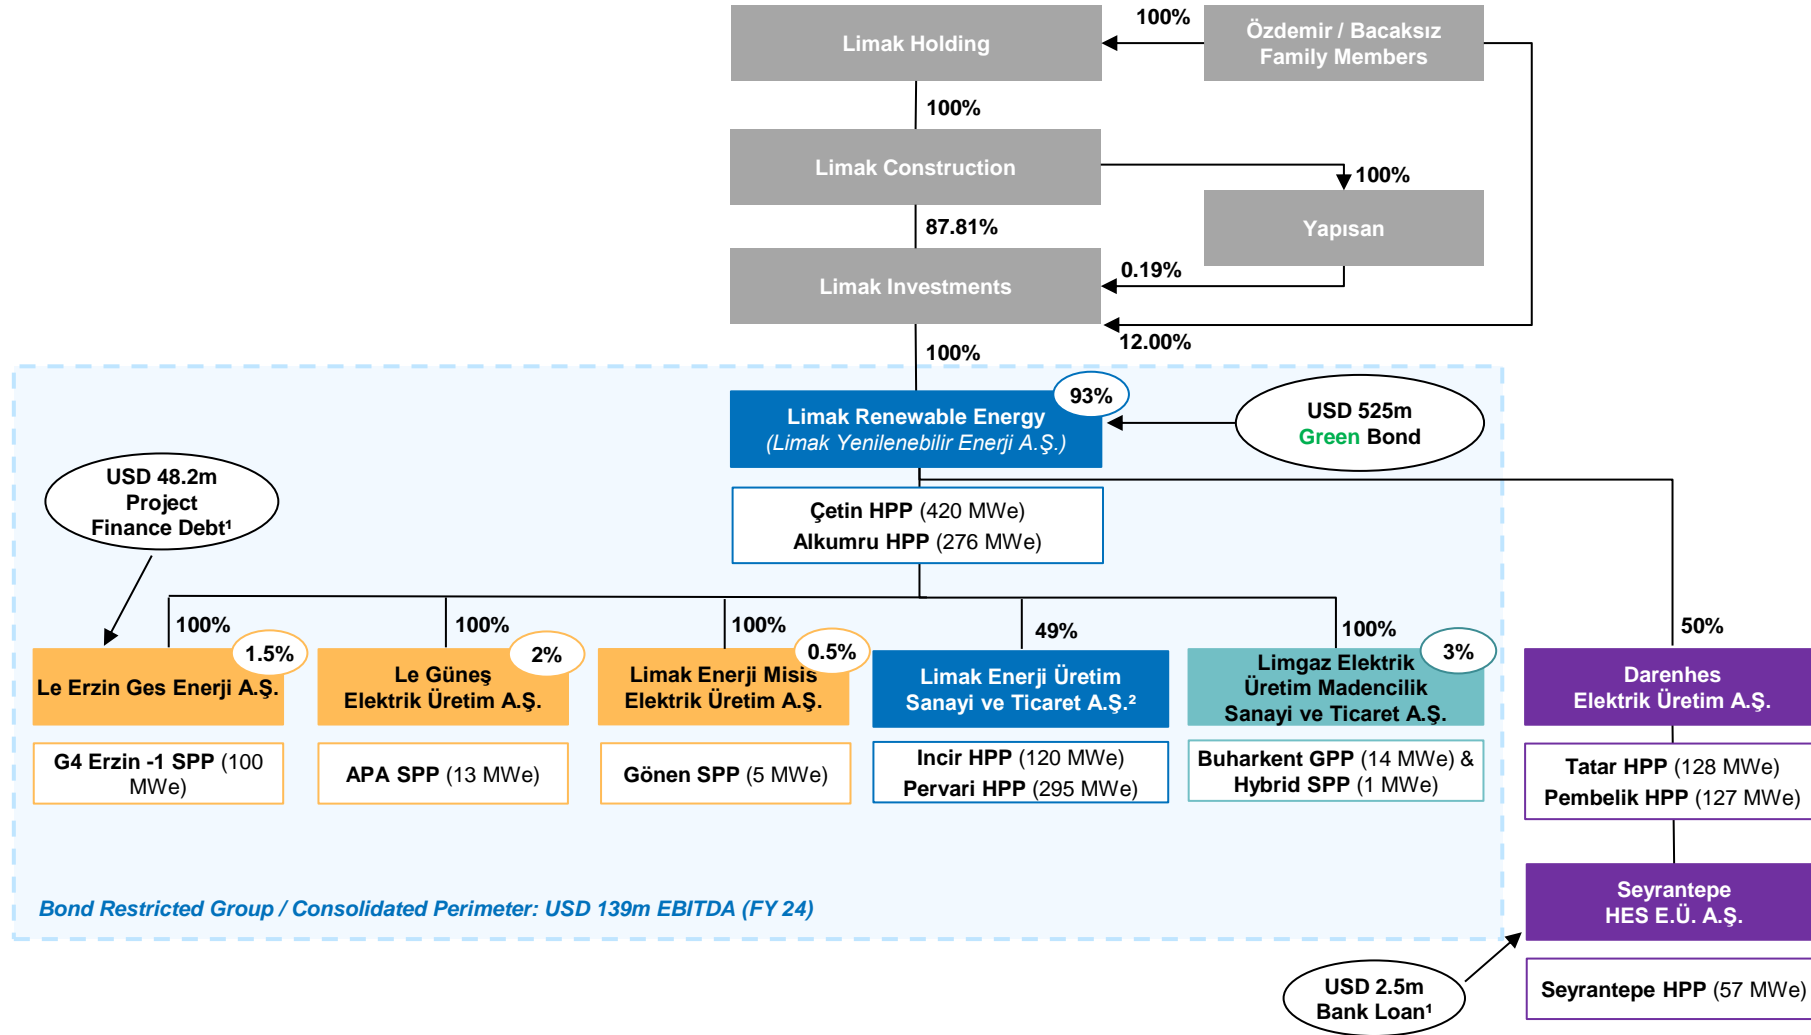 Limak Holding
100%
Özdemir / Bacaksız
Family Members
100%
Limak Construction
100%
87.81%
Yapısan
0.19%
Limak Investments
12.00%
100%
93%
Limak Renewable Energy
(Limak Yenilenebilir Enerji A.Ş.)
USD 525m
Green Bond
USD 48.2m
Project
Finance Debt¹
Çetin HPP (420 MWe)
Alkumru HPP (276 MWe)
100%
100%
100%
49%
100%
50%
1.5%
Le Erzin Ges Enerji A.Ş.
2%
Le Güneş
Elektrik Üretim A.Ş.
0.5%
Limak Enerji Misis
Elektrik Üretim A.Ş.
Limak Enerji Üretim
Sanayi ve Ticaret A.Ş.²
3%
Limgaz Elektrik
Üretim Madencilik
Sanayi ve Ticaret A.Ş.
Darenhes
Elektrik Üretim A.Ş.
G4 Erzin -1 SPP (100
MWe)
APA SPP (13 MWe)
Gönen SPP (5 MWe)
Incir HPP (120 MWe)
Pervari HPP (295 MWe)
Buharkent GPP (14 MWe) &
Hybrid SPP (1 MWe)
Tatar HPP (128 MWe)
Pembelik HPP (127 MWe)
Bond Restricted Group / Consolidated Perimeter: USD 139m EBITDA (FY 24)
Seyrantepe
HES E.Ü. A.Ş.
USD 2.5m
Bank Loan¹
Seyrantepe HPP (57 MWe)